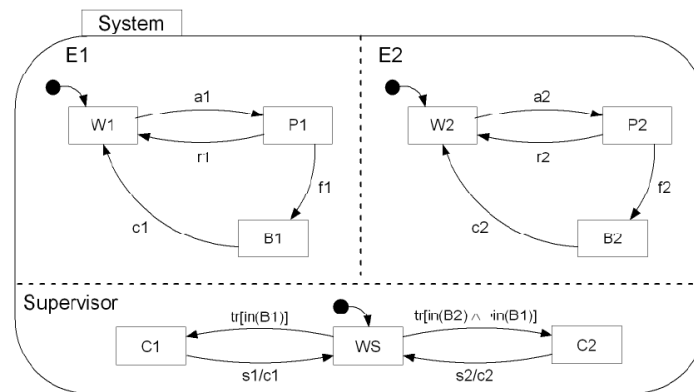 System
E1
E2
a1
a2
W1
P1
W2
P2
r1
r2
f1
f2
c1
B1
c2
B2
Supervisor
tr[in(B1)]
tr[in(B2) ∧ ·in(B1)]
C1
WS
C2
s1/c1
s2/c2